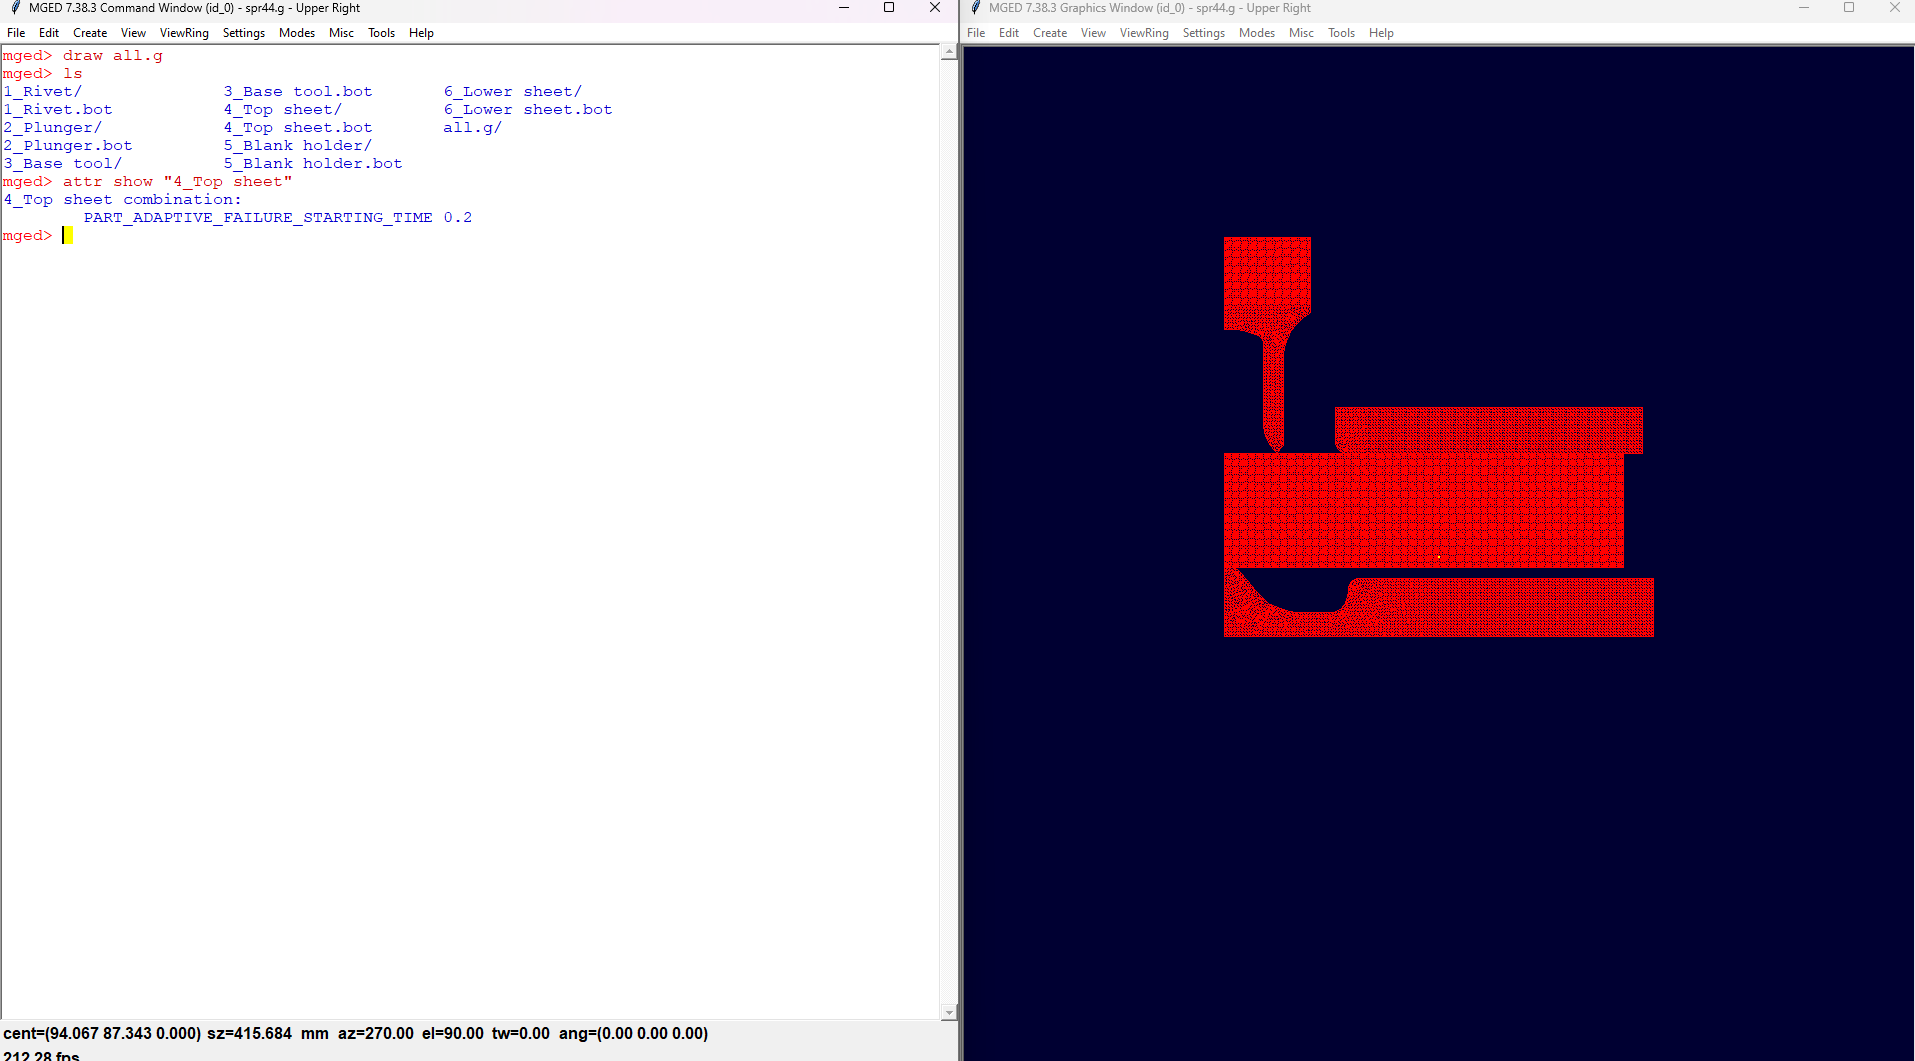 MGED 7.38.3 Command Window (id_0) - spr44.g - Upper Right
File Edit Create View ViewRing Settings Modes Misc Tools Help
mged> draw all.g
mged> ls
1_Rivet/ 3_Base tool.bot 6_Lower sheet/
1_Rivet.bot 4_Top sheet/ 6_Lower sheet.bot
2_Plunger/ 4_Top sheet.bot all.g/
2_Plunger.bot 5_Blank holder/
3_Base tool/ 5_Blank holder.bot
mged> attr show "4_Top sheet"
4_Top sheet combination:
PART_ADAPTIVE_FAILURE_STARTING_TIME 0.2
mged>
cent=(94.067 87.343 0.000) sz=415.684 mm az=270.00 el=90.00 tw=0.00 ang=(0.00 0.00 0.00)
212.28 fps
MGED 7.38.3 Graphics Window (id_0) - spr44.g - Upper Right
File Edit Create View ViewRing Settings Modes Misc Tools Help